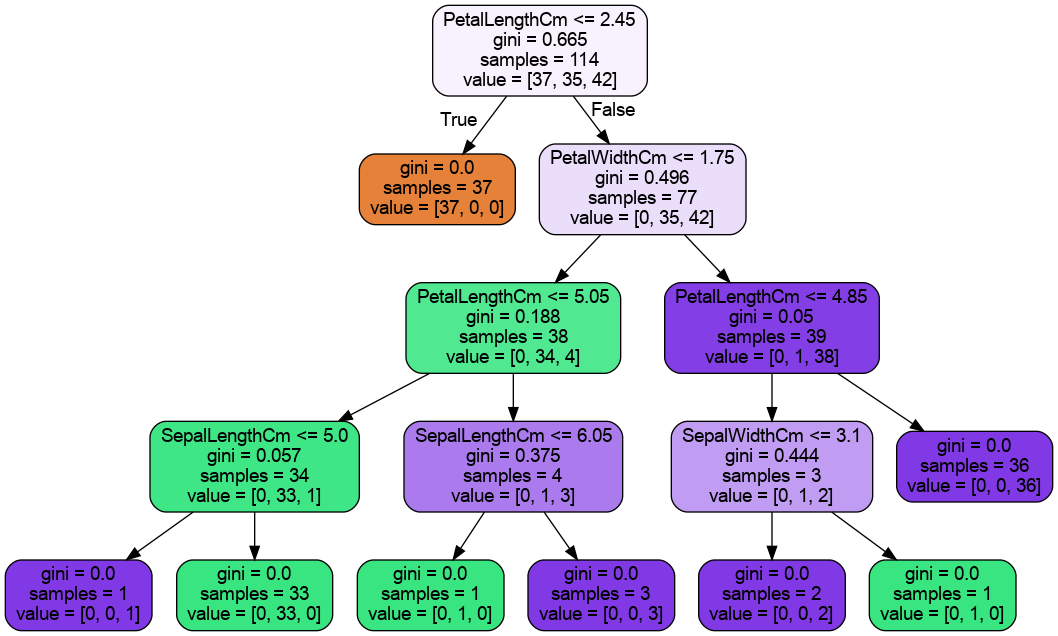 PetalLengthCm <= 2.45
gini = 0.665
samples = 114
value = [37, 35, 42]
True
False
gini = 0.0
samples = 37
value = [37, 0, 0]
PetalWidthCm <= 1.75
gini = 0.496
samples = 77
value = [0, 35, 42]
PetalLengthCm <= 5.05
gini = 0.188
samples = 38
value = [0, 34, 4]
PetalLengthCm <= 4.85
gini = 0.05
samples = 39
value = [0, 1, 38]
SepalLengthCm <= 5.0
gini = 0.057
samples = 34
value = [0, 33, 1]
SepalLengthCm <= 6.05
gini = 0.375
samples = 4
value = [0, 1, 3]
SepalWidthCm <= 3.1
gini = 0.444
samples = 3
value = [0, 1, 2]
gini = 0.0
samples = 36
value = [0, 0, 36]
gini = 0.0
samples = 1
value = [0, 0, 1]
gini = 0.0
samples = 33
value = [0, 33, 0]
gini = 0.0
samples = 1
value = [0, 1, 0]
gini = 0.0
samples = 3
value = [0, 0, 3]
gini = 0.0
samples = 2
value = [0, 0, 2]
gini = 0.0
samples = 1
value = [0, 1, 0]